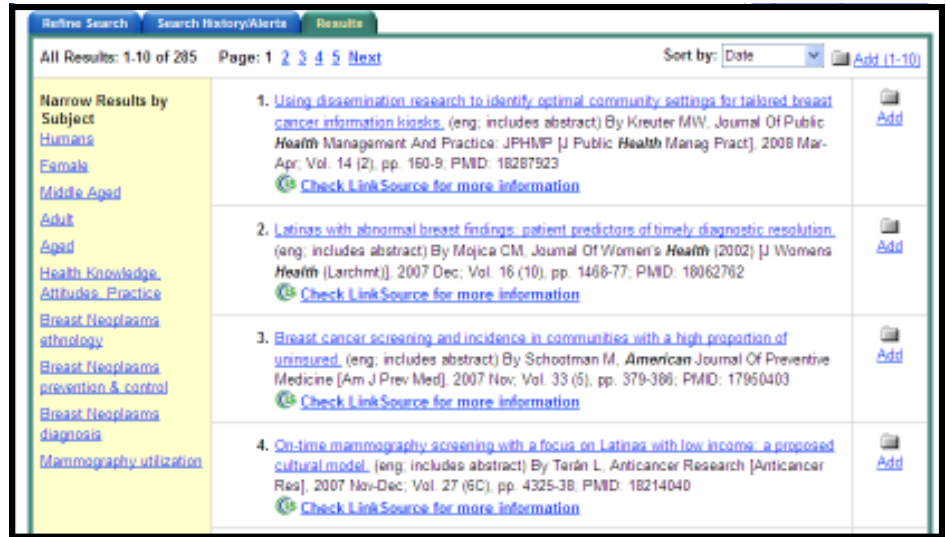 Refine Search Search History/Alerts Results
All Results: 1-10 of 285 Page: 1 2 3 4 5 Next Sort by: Date Add (1-10)
Narrow Results by
Subject
Humans
Female
Middle Aged
Adult
Aged
Health Knowledge,
Attitudes, Practice
Breast Neoplasms
ethnology
Breast Neoplasms
prevention & control
Breast Neoplasms
diagnosis
Mammography utilization
1. Using dissemination research to identify optimal community settings for tailored breast
cancer information kiosks. (eng; includes abstract) By Kreuter MW, Journal Of Public
Health Management And Practice: JPHMP [J Public Health Manag Pract], 2008 Mar-
Apr; Vol. 14 (2), pp. 160-9; PMID: 18287923
Check LinkSource for more information
Add
2. Latinas with abnormal breast findings: patient predictors of timely diagnostic resolution.
(eng; includes abstract) By Mojica CM, Journal Of Women's Health (2002) [J Womens
Health (Larchmt)], 2007 Dec; Vol. 16 (10), pp. 1468-77; PMID: 18062762
Check LinkSource for more information
Add
3. Breast cancer screening and incidence in communities with a high proportion of
uninsured. (eng; includes abstract) By Schootman M, American Journal Of Preventive
Medicine [Am J Prev Med], 2007 Nov; Vol. 33 (5), pp. 379-386; PMID: 17950403
Check LinkSource for more information
Add
4. On-time mammography screening with a focus on Latinas with low income: a proposed
cultural model. (eng; includes abstract) By Terán L, Anticancer Research [Anticancer
Res], 2007 Nov-Dec; Vol. 27 (6C), pp. 4325-38; PMID: 18214040
Check LinkSource for more information
Add